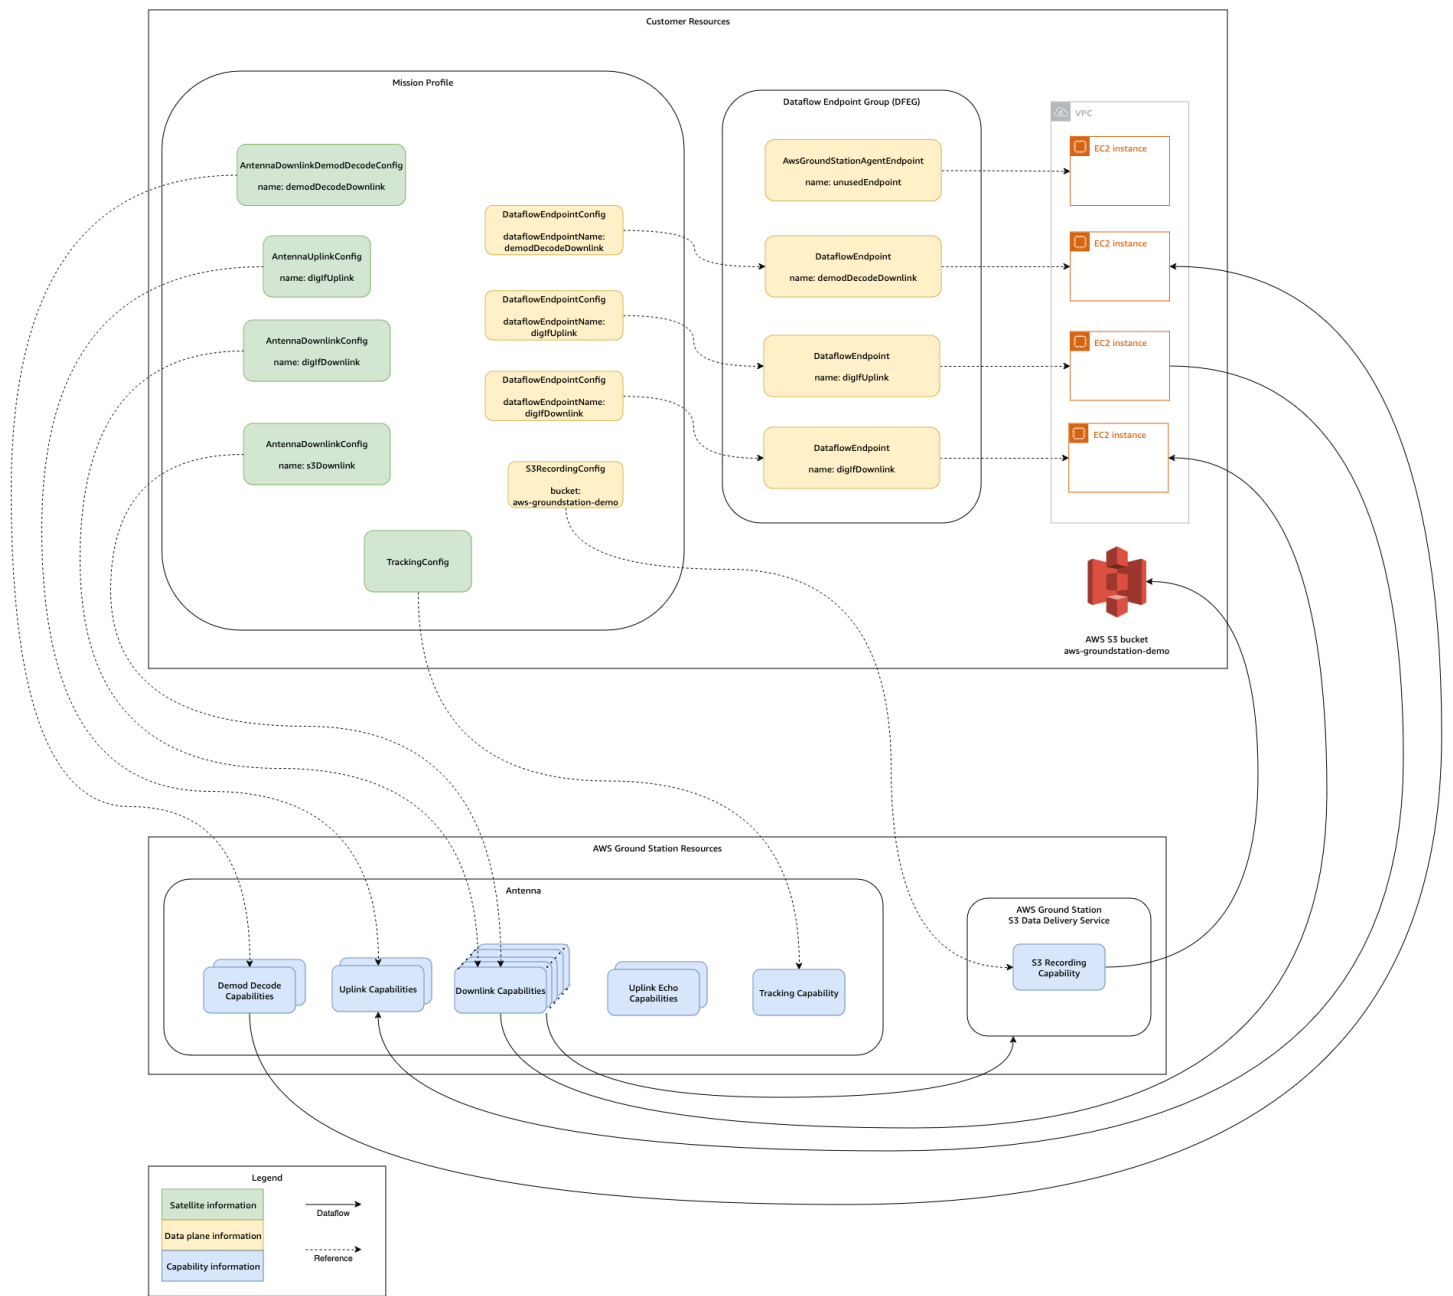 Customer Resources
Mission Profile
AntennaDownlinkDemodDecodeConfig
name: demodDecodeDownlink
AntennaUplinkConfig
name: digIfUplink
AntennaDownlinkConfig
name: digIfDownlink
AntennaDownlinkConfig
name: s3Downlink
TrackingConfig
DataflowEndpointConfig
dataflowEndpointName:
demodDecodeDownlink
DataflowEndpointConfig
dataflowEndpointName:
digIfUplink
DataflowEndpointConfig
dataflowEndpointName:
digIfDownlink
S3RecordingConfig
bucket:
aws-groundstation-demo
Dataflow Endpoint Group (DFEG)
AwsGroundStationAgentEndpoint
name: unusedEndpoint
DataflowEndpoint
name: demodDecodeDownlink
DataflowEndpoint
name: digIfUplink
DataflowEndpoint
name: digIfDownlink
VPC
EC2 instance
EC2 instance
EC2 instance
EC2 instance
AWS S3 bucket
aws-groundstation-demo
AWS Ground Station Resources
Antenna
Demod Decode
Capabilities
Uplink Capabilities
Downlink Capabilities
Uplink Echo
Capabilities
Tracking Capability
AWS Ground Station
S3 Data Delivery Service
S3 Recording
Capability
Legend
Satellite information
Data plane information
Capability information
Dataflow
Reference